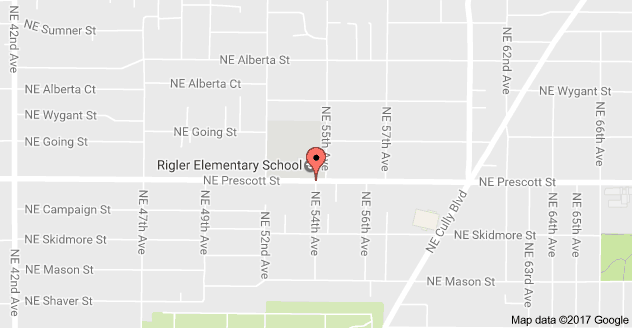 NE 42nd Ave
NE Sumner St
NE 62nd Ave
NE Alberta St
NE Alberta Ct
NE Alberta Ct
NE Wygant St
NE Wygant St
NE 55th Ave
NE 57th Ave
NE 66th Ave
NE Going St
NE Going St
Rigler Elementary School
NE Prescott St
NE Prescott St
NE 47th Ave
NE 49th Ave
NE 52nd Ave
NE 54th Ave
NE 56th Ave
NE Cully Blvd
NE 64th Ave
NE 65th Ave
NE Campaign St
NE Skidmore St
NE Skidmore St
NE 42nd Ave
NE 63rd Ave
NE Mason St
NE Mason St
NE Shaver St
Map data ©2017 Google